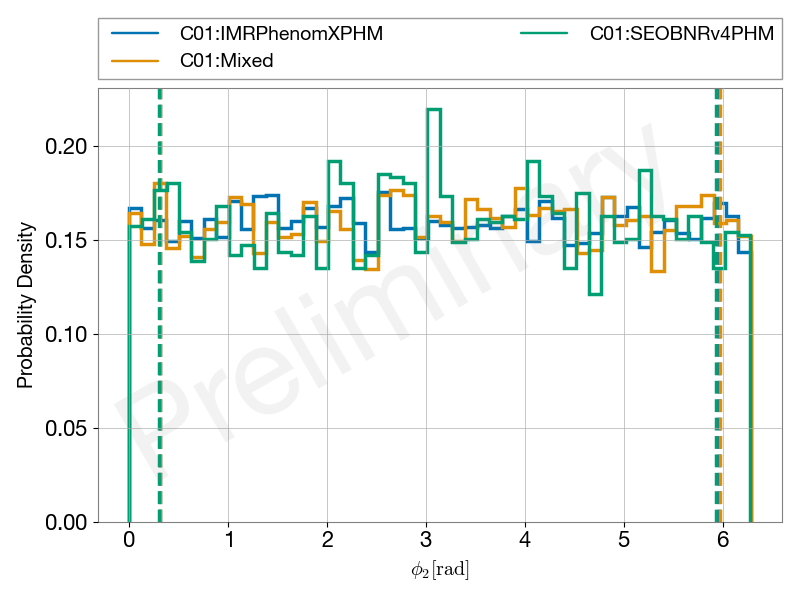 C01:IMRPhenomXPHM
C01:Mixed
C01:SEOBNRv4PHM
Probability Density
0.20
0.15
0.10
0.05
0.00
Preliminary
0 1 2 3 4 5 6
ϕ₂[rad]